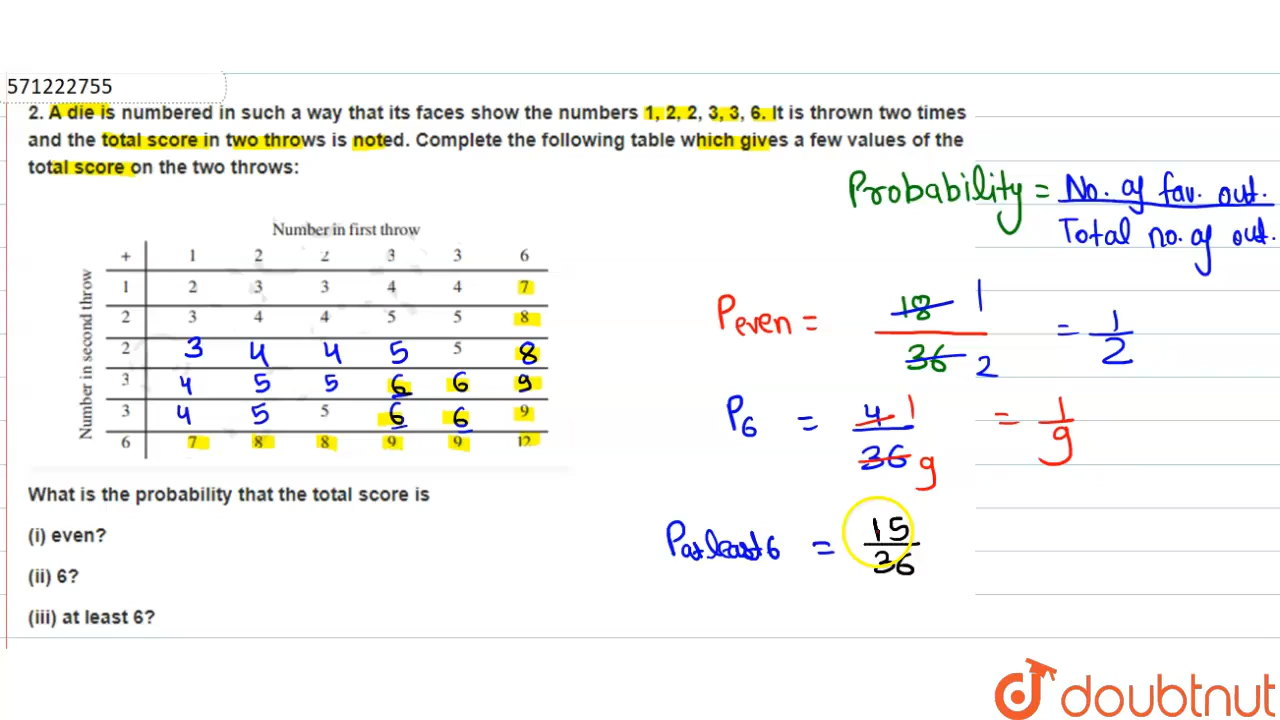 571222755
2. A die is numbered in such a way that its faces show the numbers 1, 2, 2, 3, 3, 6. It is thrown two times
and the total score in two throws is noted. Complete the following table which gives a few values of the
total score on the two throws:
Probability = No. of fav. out.
Total no. of out.
Number in first throw
Number in second throw
+ 1 2 2 3 3 6
1 2 3 3 4 4 7
2 3 4 4 5 5 8
2 3 4 4 5 5 8
3 4 5 5 6 6 9
3 4 5 5 6 6 9
6 7 8 8 9 9 12
P even = 18 1 / 36 2 = 1/2
P6 = 4 1 / 36 9 = 1/9
P at least 6 = 15/36
What is the probability that the total score is
(i) even?
(ii) 6?
(iii) at least 6?
doubtnut